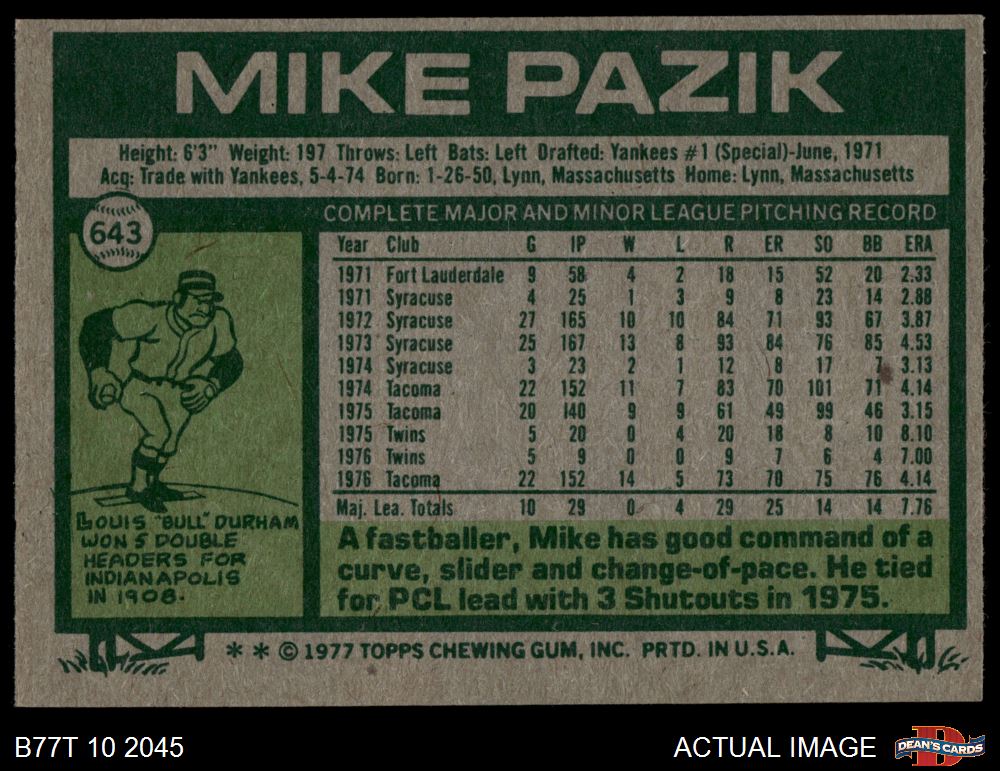 MIKE PAZIK
Height: 6'3" Weight: 197 Throws: Left Bats: Left Drafted: Yankees #1 (Special)-June, 1971
Acq: Trade with Yankees, 5-4-74 Born: 1-26-50, Lynn, Massachusetts Home: Lynn, Massachusetts
643
COMPLETE MAJOR AND MINOR LEAGUE PITCHING RECORD
Year Club G IP W L R ER SO BB ERA
1971 Fort Lauderdale 9 58 4 2 18 15 52 20 2.33
1971 Syracuse 4 25 1 3 9 8 23 14 2.88
1972 Syracuse 27 165 10 10 84 71 93 67 3.87
1973 Syracuse 25 167 13 8 93 84 76 85 4.53
1974 Syracuse 3 23 2 1 12 8 17 7 3.13
1974 Tacoma 22 152 11 7 83 70 101 71 4.14
1975 Tacoma 20 140 9 9 61 49 99 46 3.15
1975 Twins 5 20 0 4 20 18 8 10 8.10
1976 Twins 5 9 0 0 9 7 6 4 7.00
1976 Tacoma 22 152 14 5 73 70 75 76 4.14
Maj. Lea. Totals 10 29 0 4 29 25 14 14 7.76
LOUIS "BULL" DURHAM
WON 5 DOUBLE
HEADERS FOR
INDIANAPOLIS
IN 1908.
A fastballer, Mike has good command of a
curve, slider and change-of-pace. He tied
for PCL lead with 3 Shutouts in 1975.
* * © 1977 TOPPS CHEWING GUM, INC. PRTD. IN U.S.A.
B77T 10 2045
ACTUAL IMAGE
D
DEAN'S CARDS